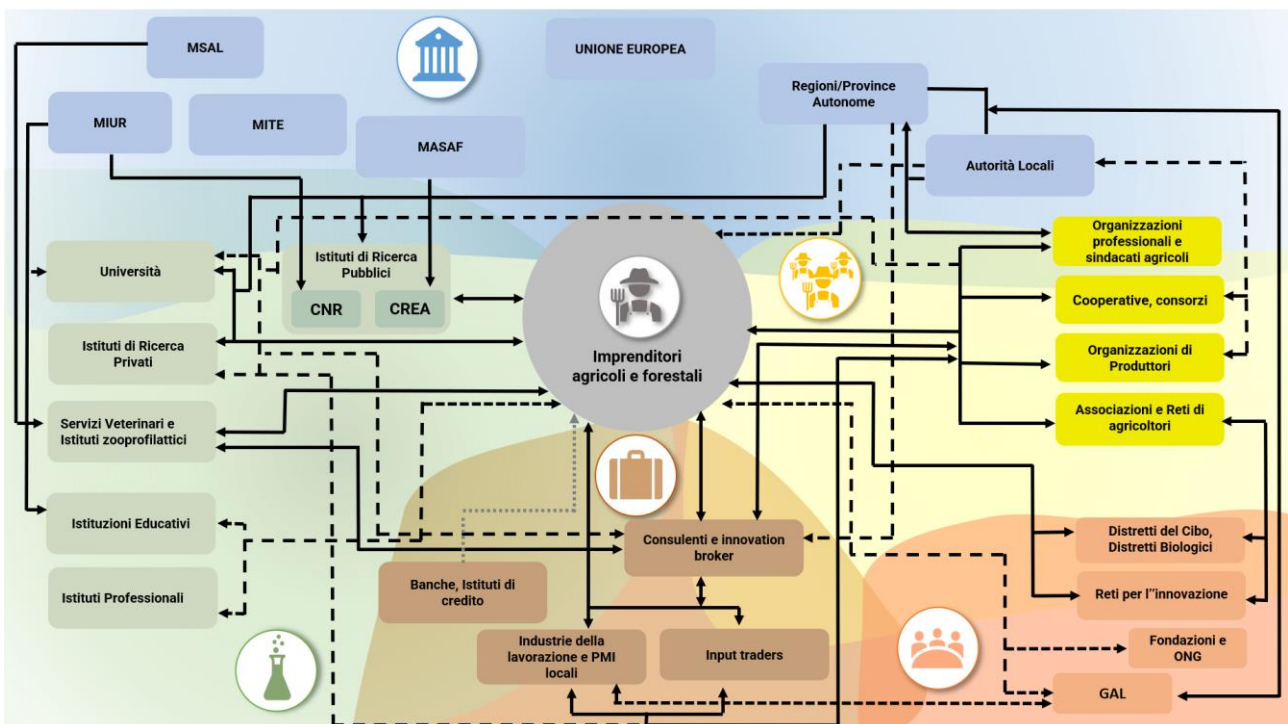 MSAL
UNIONE EUROPEA
Regioni/Province
Autonome
MIUR
MITE
MASAF
Autorità Locali
Università
Istituti di Ricerca
Pubblici
CNR
CREA
Istituti di Ricerca
Privati
Servizi Veterinari e
Istituti zooprofilattici
Istituzioni Educativi
Istituti Professionali
Imprenditori
agricoli e forestali
Organizzazioni
professionali e
sindacati agricoli
Cooperative, consorzi
Organizzazioni di
Produttori
Associazioni e Reti di
agricoltori
Consulenti e innovation
broker
Banche, Istituti di
credito
Industrie della
lavorazione e PMI
locali
Input traders
Distretti del Cibo,
Distretti Biologici
Reti per l''innovazione
Fondazioni e
ONG
GAL